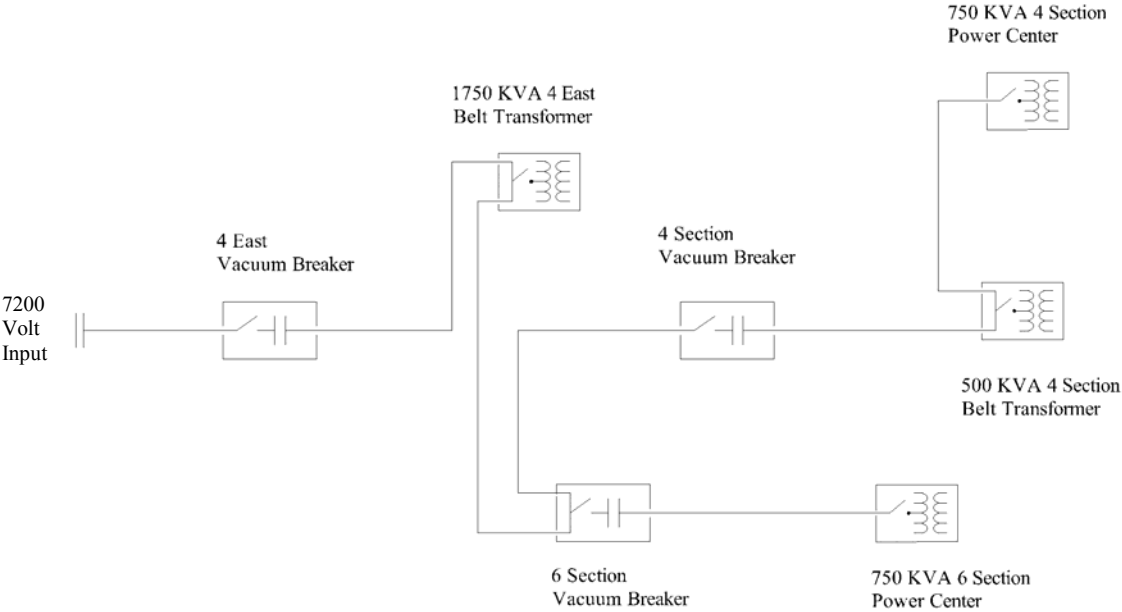 750 KVA 4 Section
Power Center
1750 KVA 4 East
Belt Transformer
4 East
Vacuum Breaker
4 Section
Vacuum Breaker
7200
Volt
Input
500 KVA 4 Section
Belt Transformer
6 Section
Vacuum Breaker
750 KVA 6 Section
Power Center